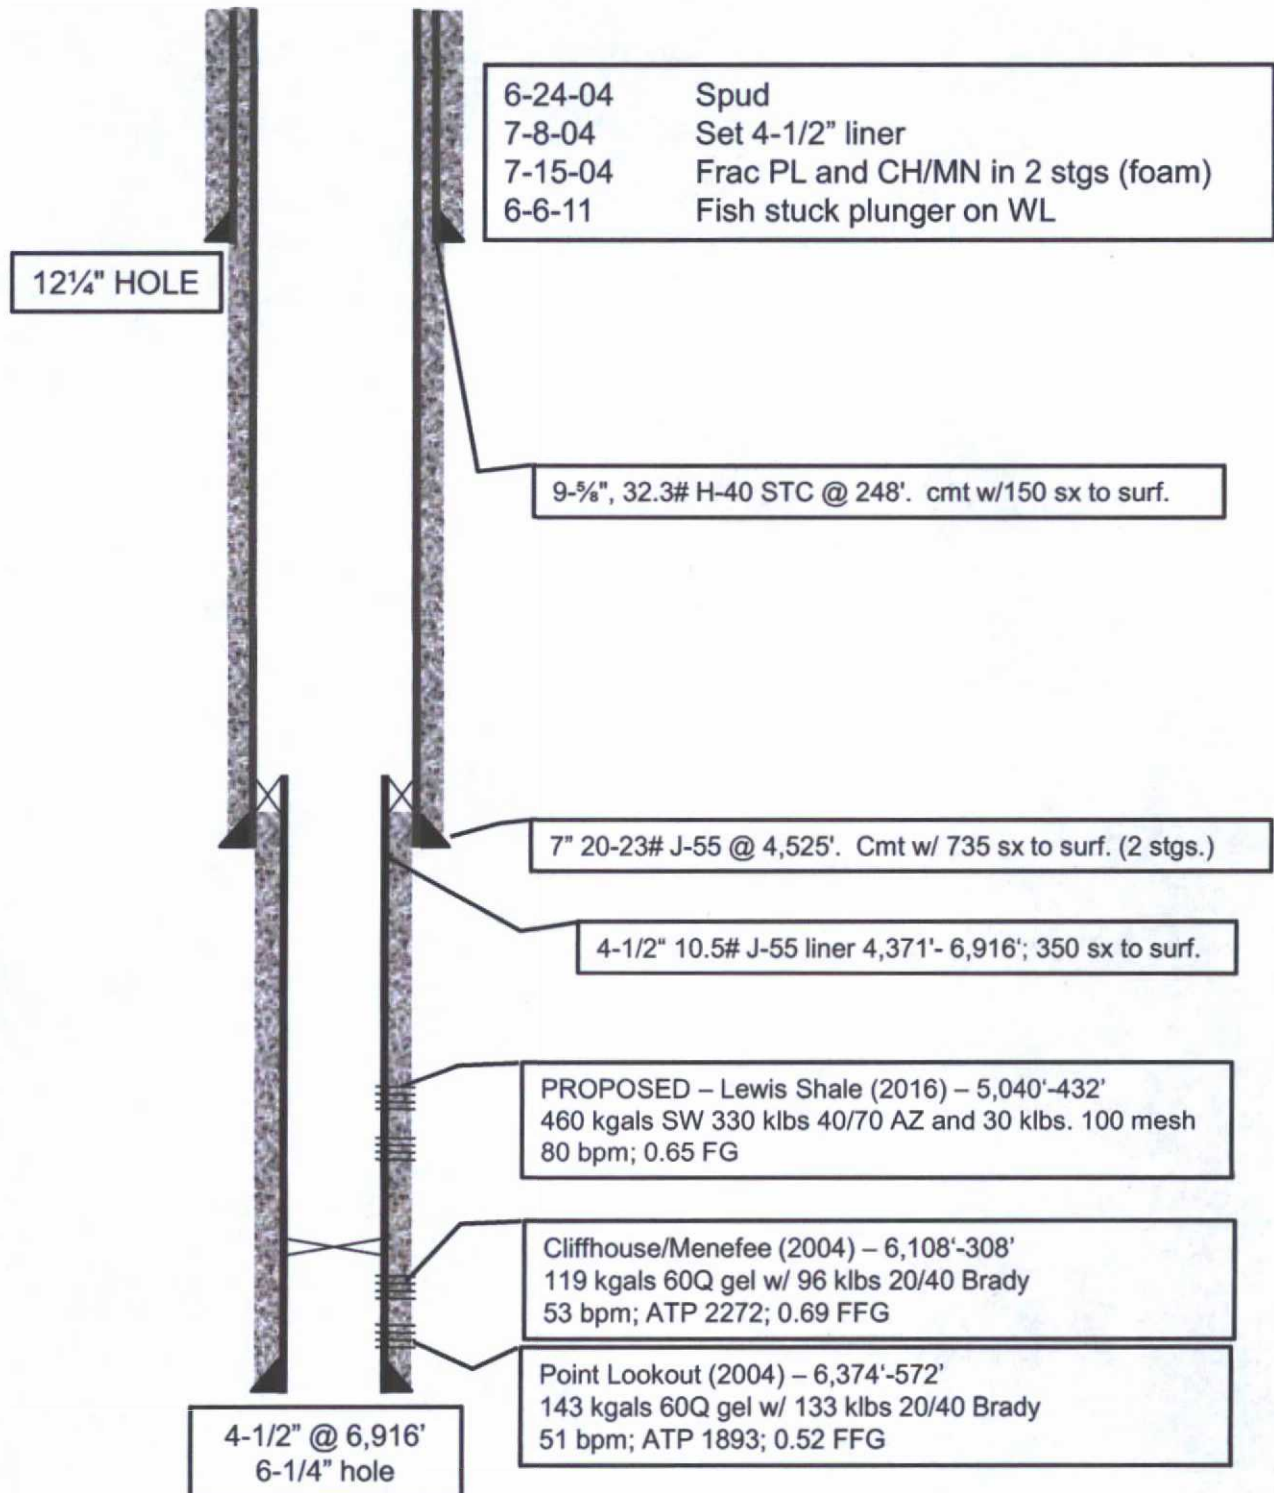 6-24-04 Spud
7-8-04 Set 4-1/2" liner
7-15-04 Frac PL and CH/MN in 2 stgs (foam)
6-6-11 Fish stuck plunger on WL
12¼" HOLE
9-⅝", 32.3# H-40 STC @ 248'. cmt w/150 sx to surf.
7" 20-23# J-55 @ 4,525'. Cmt w/ 735 sx to surf. (2 stgs.)
4-1/2" 10.5# J-55 liner 4,371'- 6,916'; 350 sx to surf.
PROPOSED – Lewis Shale (2016) – 5,040'-432'
460 kgals SW 330 klbs 40/70 AZ and 30 klbs. 100 mesh
80 bpm; 0.65 FG
Cliffhouse/Menefee (2004) – 6,108'-308'
119 kgals 60Q gel w/ 96 klbs 20/40 Brady
53 bpm; ATP 2272; 0.69 FFG
Point Lookout (2004) – 6,374'-572'
143 kgals 60Q gel w/ 133 klbs 20/40 Brady
51 bpm; ATP 1893; 0.52 FFG
4-1/2" @ 6,916'
6-1/4" hole